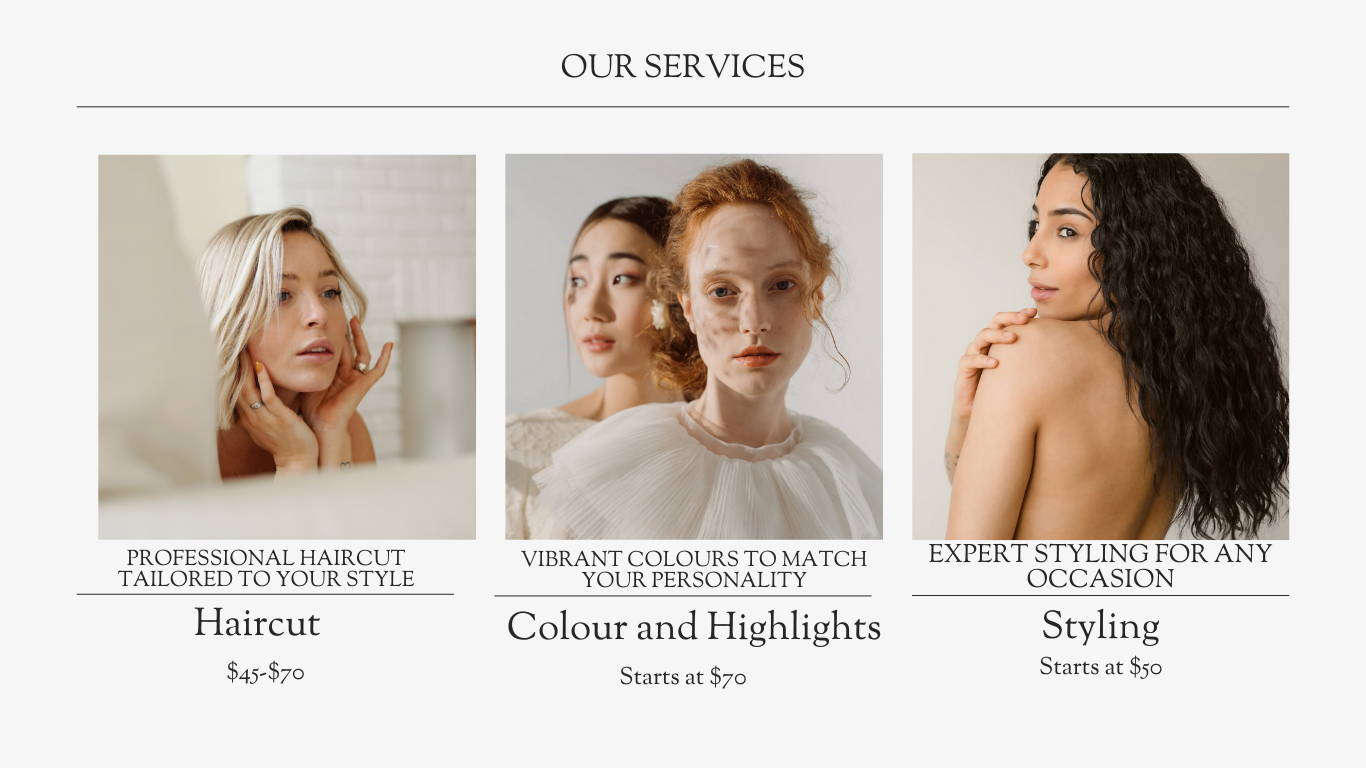 OUR SERVICES
PROFESSIONAL HAIRCUT
TAILORED TO YOUR STYLE
Haircut
$45-$70
VIBRANT COLOURS TO MATCH
YOUR PERSONALITY
Colour and Highlights
Starts at $70
EXPERT STYLING FOR ANY
OCCASION
Styling
Starts at $50